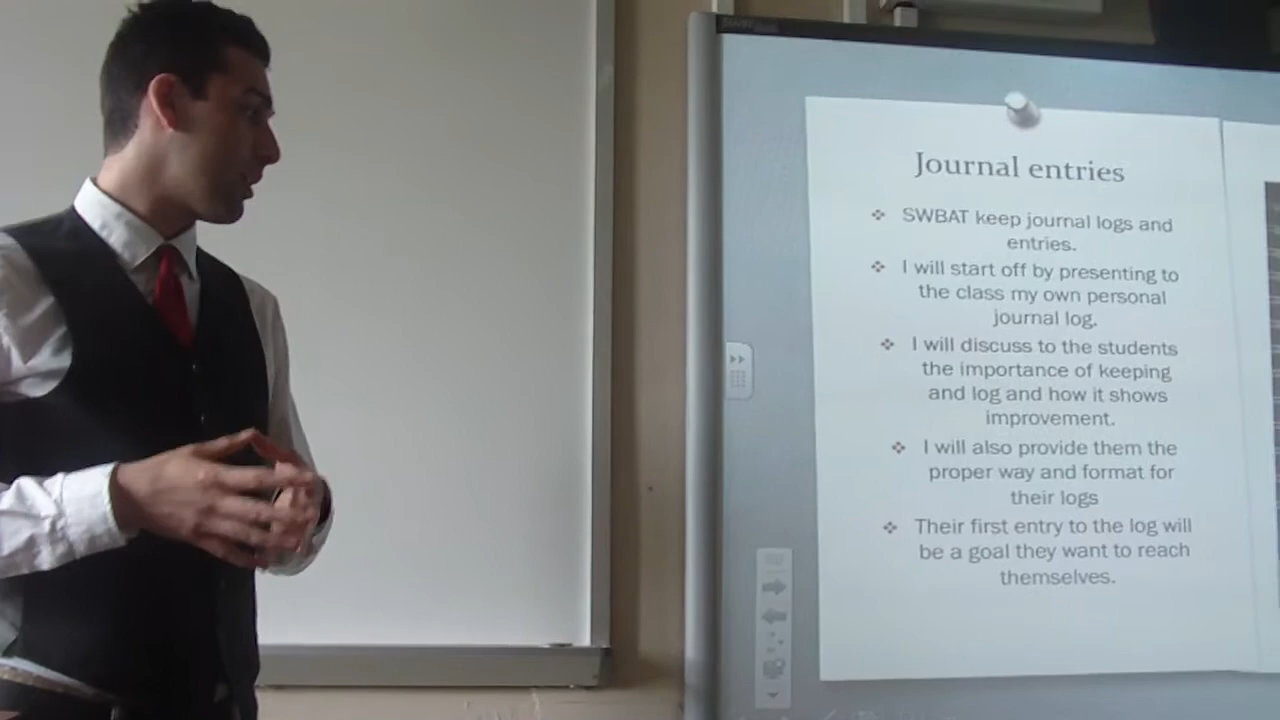 Journal entries
SWBAT keep journal logs and
entries.
I will start off by presenting to
the class my own personal
journal log.
I will discuss to the students
the importance of keeping
and log and how it shows
improvement.
I will also provide them the
proper way and format for
their logs
Their first entry to the log will
be a goal they want to reach
themselves.